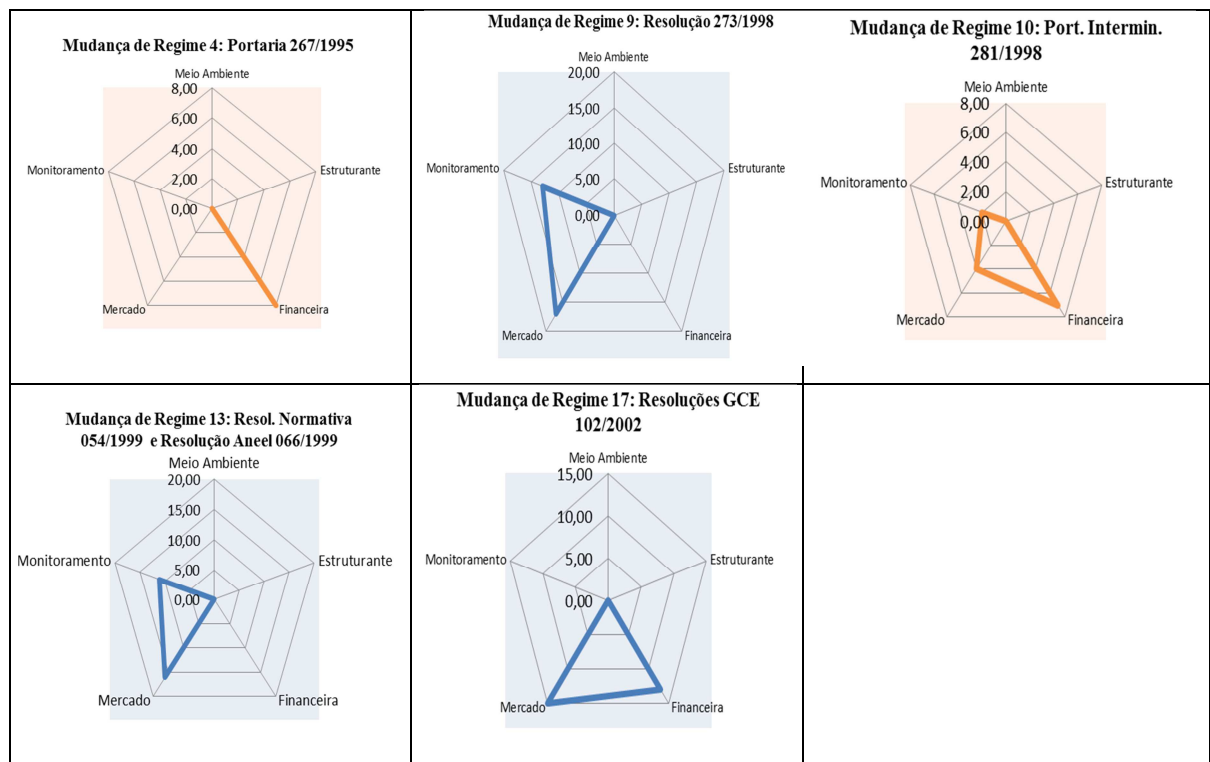 Mudança de Regime 4: Portaria 267/1995
Meio Ambiente
8,00
6,00
4,00
2,00
0,00
Monitoramento
Estruturante
Mercado
Financeira
Mudança de Regime 9: Resolução 273/1998
Meio Ambiente
20,00
15,00
10,00
5,00
0,00
Monitoramento
Estruturante
Mercado
Financeira
Mudança de Regime 10: Port. Intermin.
281/1998
Meio Ambiente
8,00
6,00
4,00
2,00
0,00
Monitoramento
Estruturante
Mercado
Financeira
Mudança de Regime 13: Resol. Normativa
054/1999 e Resolução Aneel 066/1999
Meio Ambiente
20,00
15,00
10,00
5,00
0,00
Monitoramento
Estruturante
Mercado
Financeira
Mudança de Regime 17: Resoluções GCE
102/2002
Meio Ambiente
15,00
10,00
5,00
0,00
Monitoramento
Estruturante
Mercado
Financeira